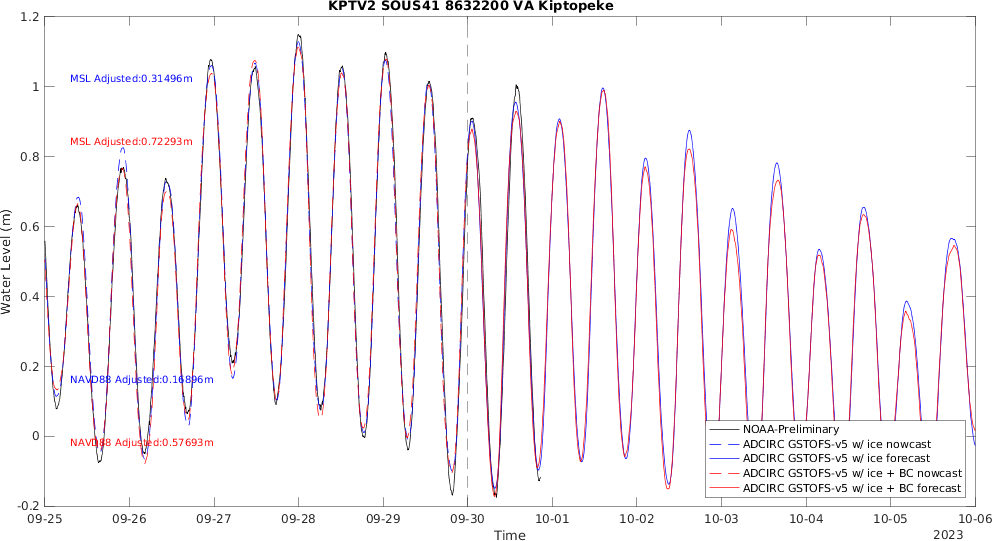 KPTV2 SOUS41 8632200 VA Kiptopeke
1.2
1
0.8
0.6
0.4
0.2
0
-0.2
Water Level (m)
MSL Adjusted:0.31496m
MSL Adjusted:0.72293m
NAVD88 Adjusted:0.16896m
NAVD88 Adjusted:0.57693m
NOAA-Preliminary
ADCIRC GSTOFS-v5 w/ ice nowcast
ADCIRC GSTOFS-v5 w/ ice forecast
ADCIRC GSTOFS-v5 w/ ice + BC nowcast
ADCIRC GSTOFS-v5 w/ ice + BC forecast
09-25 09-26 09-27 09-28 09-29 09-30 10-01 10-02 10-03 10-04 10-05 10-06
Time
2023